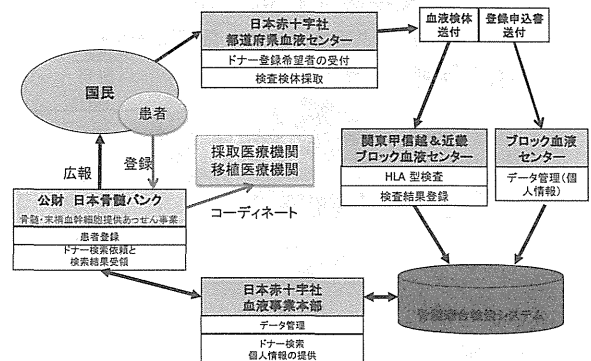 日本赤十字社
都道府県血液センター
ドナー登録希望者の受付
検査検体採取
血液検体
送付
登録申込書
送付
国民
患者
広報
登録
採取医療機関
移植医療機関
コーディネート
関東甲信越＆近畿
ブロック血液センター
HLA 型検査
検査結果登録
ブロック血液
センター
データ管理(個
人情報)
公財 日本骨髄バンク
骨髄・末梢血幹細胞提供あっせん事業
患者登録
ドナー検索依頼と
検索結果受領
日本赤十字社
血液事業本部
データ管理
ドナー検索
個人情報の提供
骨髄適合検索システム